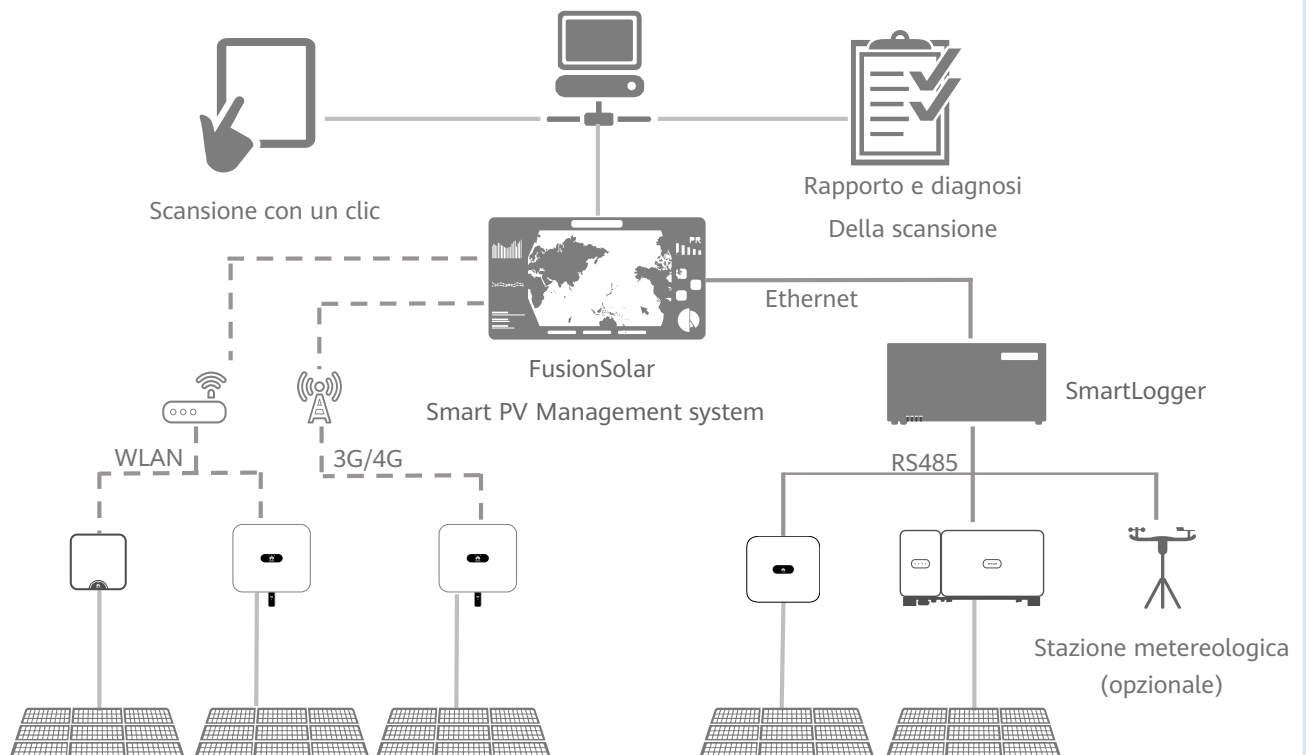 Scansione con un clic
Rapporto e diagnosi
Della scansione
PR
Ethernet
FusionSolar
Smart PV Management system
SmartLogger
WLAN
3G/4G
RS485
Stazione metereologica
(opzionale)